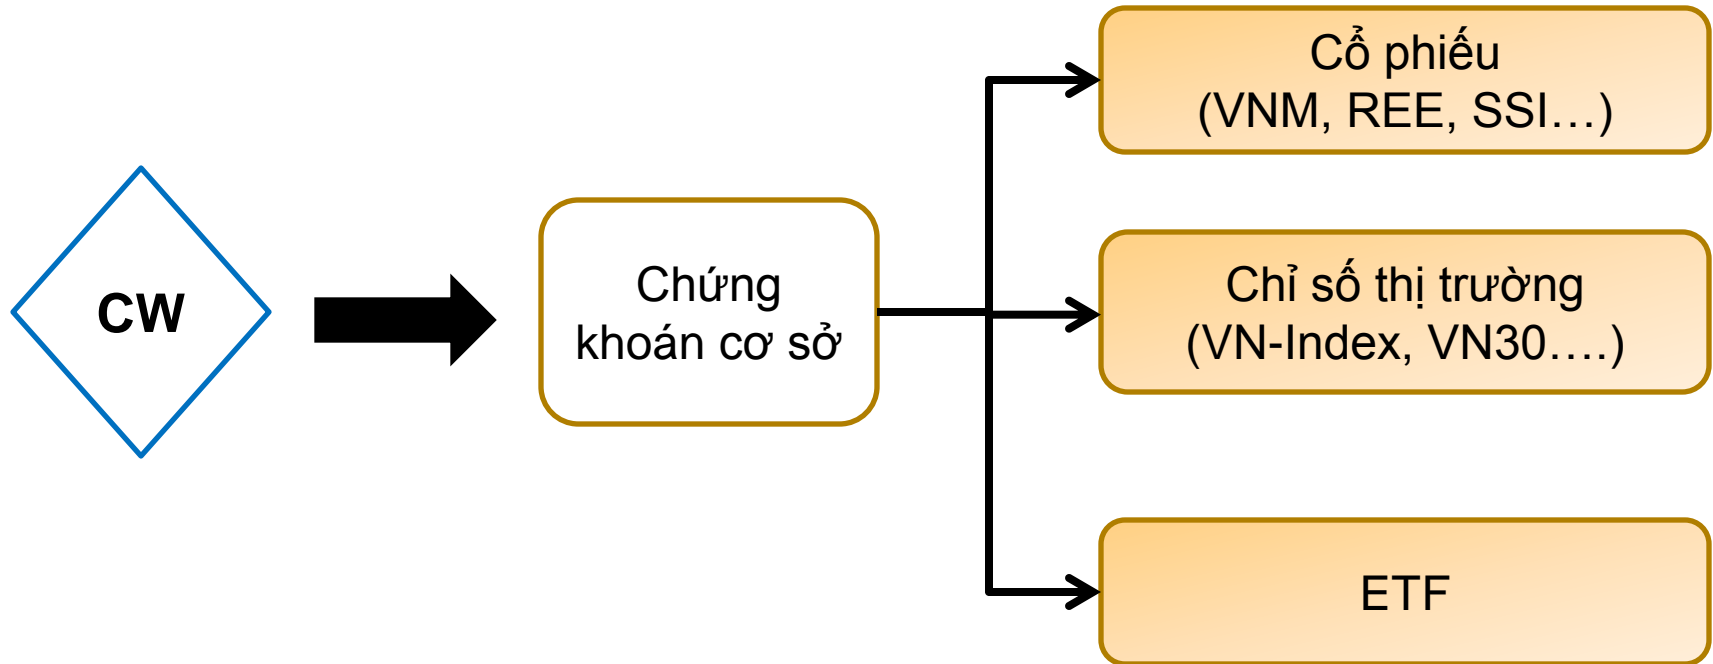 CW
Chứng
khoán cơ sở
Cổ phiếu
(VNM, REE, SSI…)
Chỉ số thị trường
(VN-Index, VN30….)
ETF